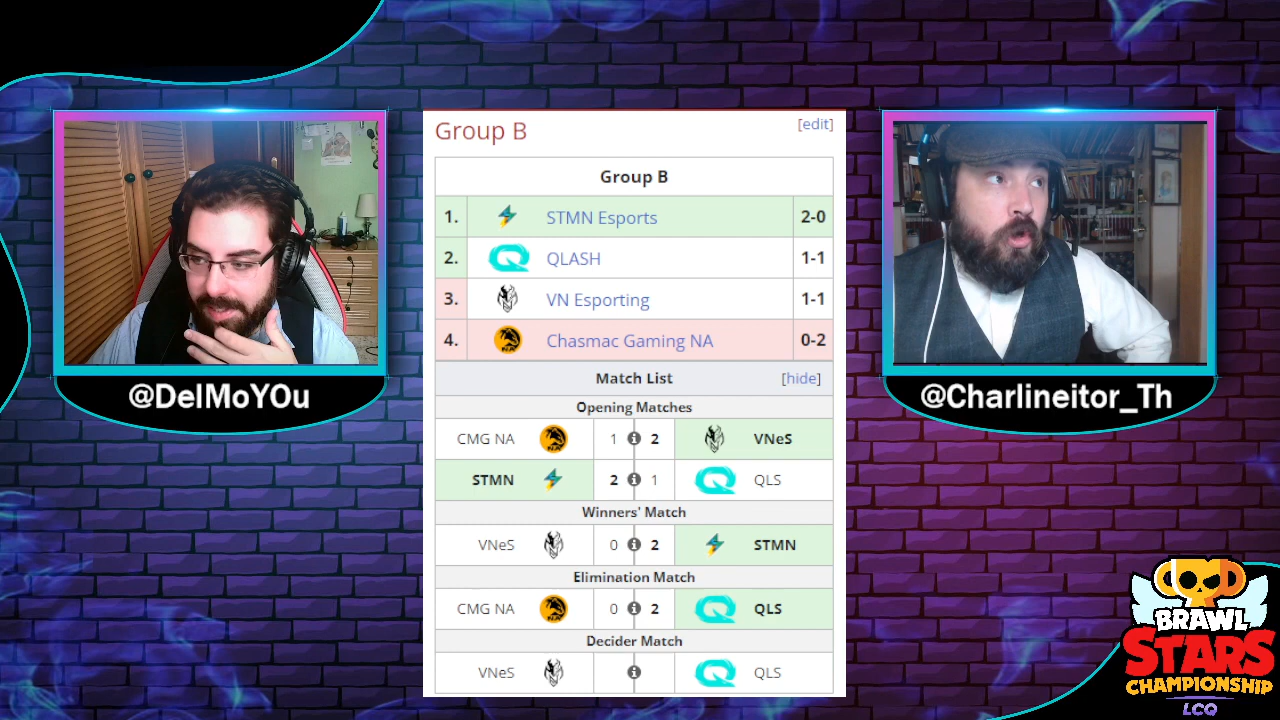 Group B
[edit]
Group B
1. STMN Esports 2-0
2. QLASH 1-1
3. VN Esporting 1-1
4. Chasmac Gaming NA 0-2
Match List [hide]
Opening Matches
CMG NA 1 2 VNeS
STMN 2 1 QLS
Winners' Match
VNeS 0 2 STMN
Elimination Match
CMG NA 0 2 QLS
Decider Match
VNeS QLS
@DelMoYOu
@Charlineitor_Th
BRAWL
STARS
CHAMPIONSHIP
LCQ